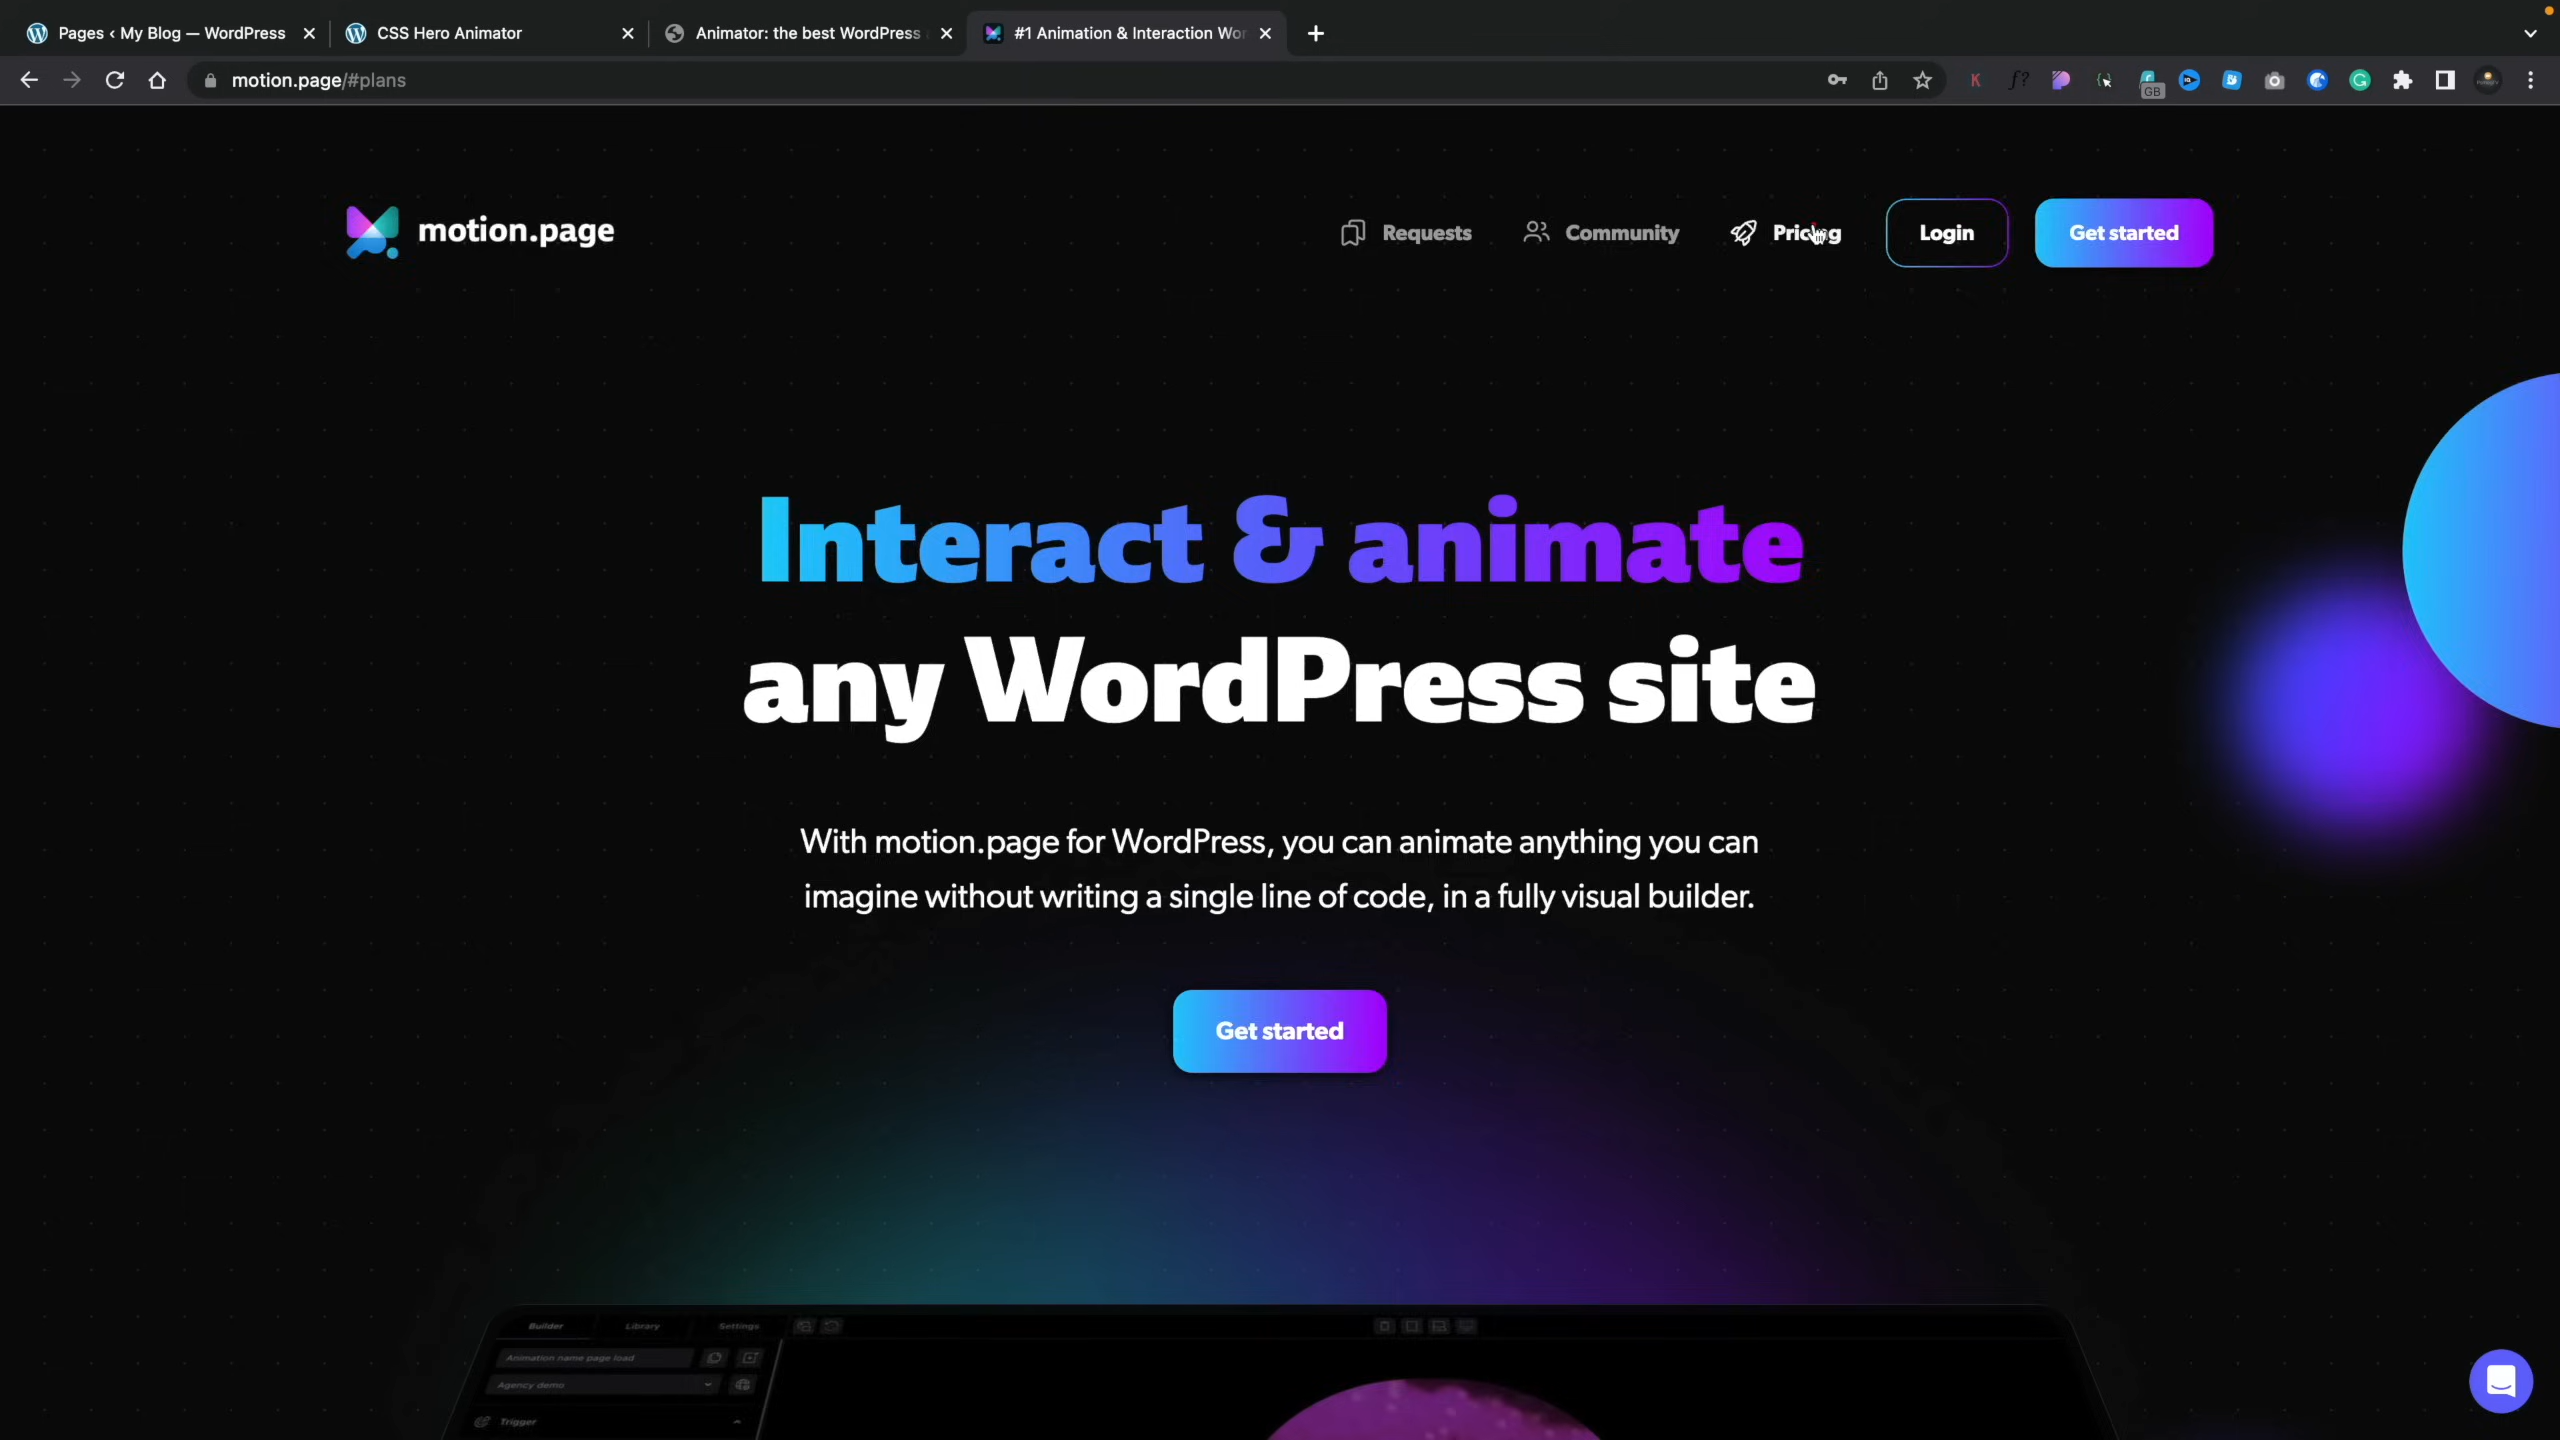 Pages ‹ My Blog — WordPress
CSS Hero Animator
Animator: the best WordPress
#1 Animation & Interaction Wor
motion.page/#plans
GB
motion.page
Requests
Community
Pricing
Login
Get started
Interact & animate
any WordPress site
With motion.page for WordPress, you can animate anything you can
imagine without writing a single line of code, in a fully visual builder.
Get started
Builder
Library
Settings
Animation name page load
Agency demo
Trigger